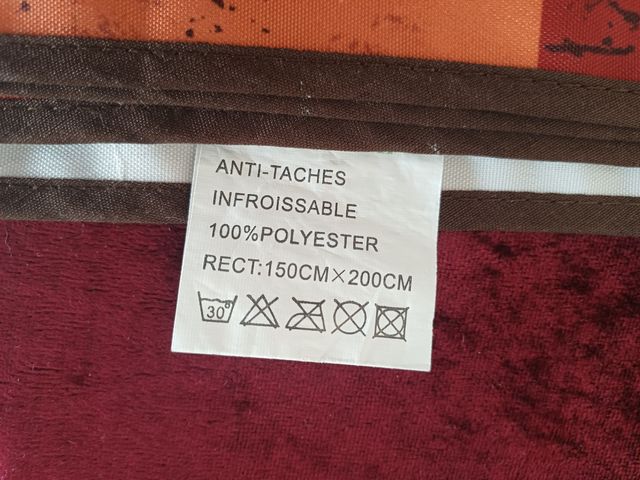 ANTI-TACHES
INFROISSABLE
100%POLYESTER
RECT:150CM×200CM
30°